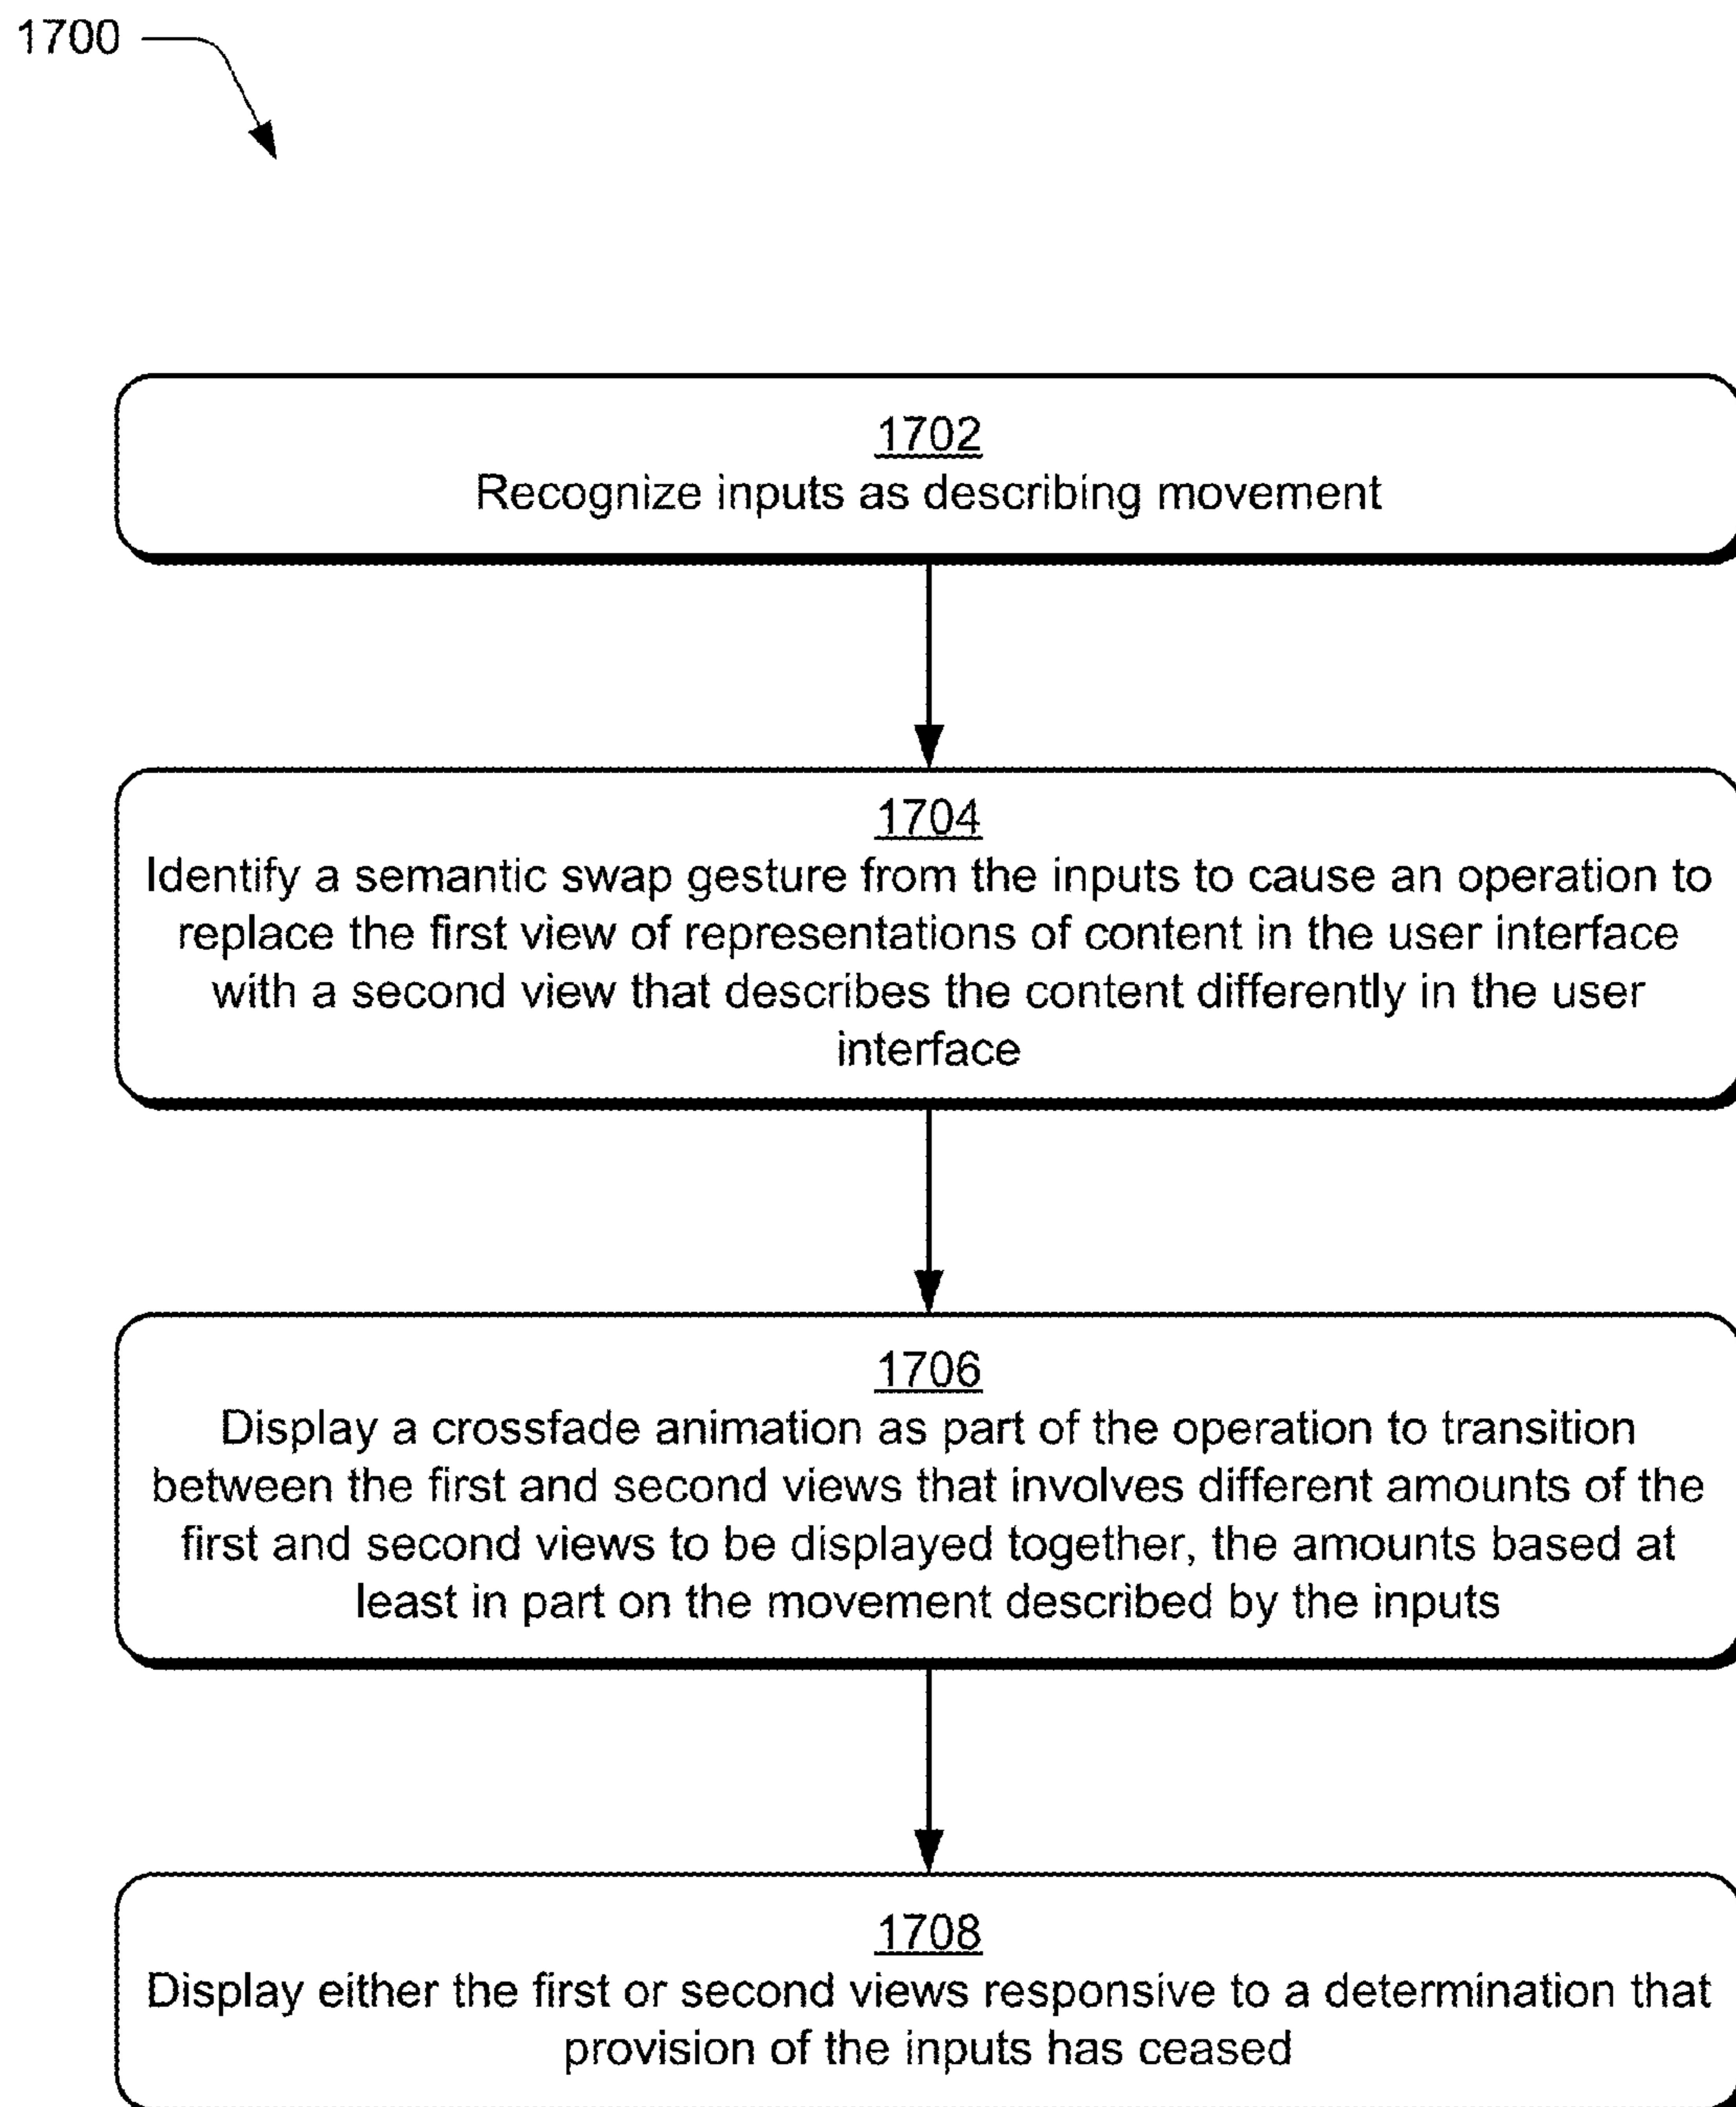 1700
1702
Recognize inputs as describing movement
1704
Identify a semantic swap gesture from the inputs to cause an operation to
replace the first view of representations of content in the user interface
with a second view that describes the content differently in the user
interface
1706
Display a crossfade animation as part of the operation to transition
between the first and second views that involves different amounts of the
first and second views to be displayed together, the amounts based at
least in part on the movement described by the inputs
1708
Display either the first or second views responsive to a determination that
provision of the inputs has ceased